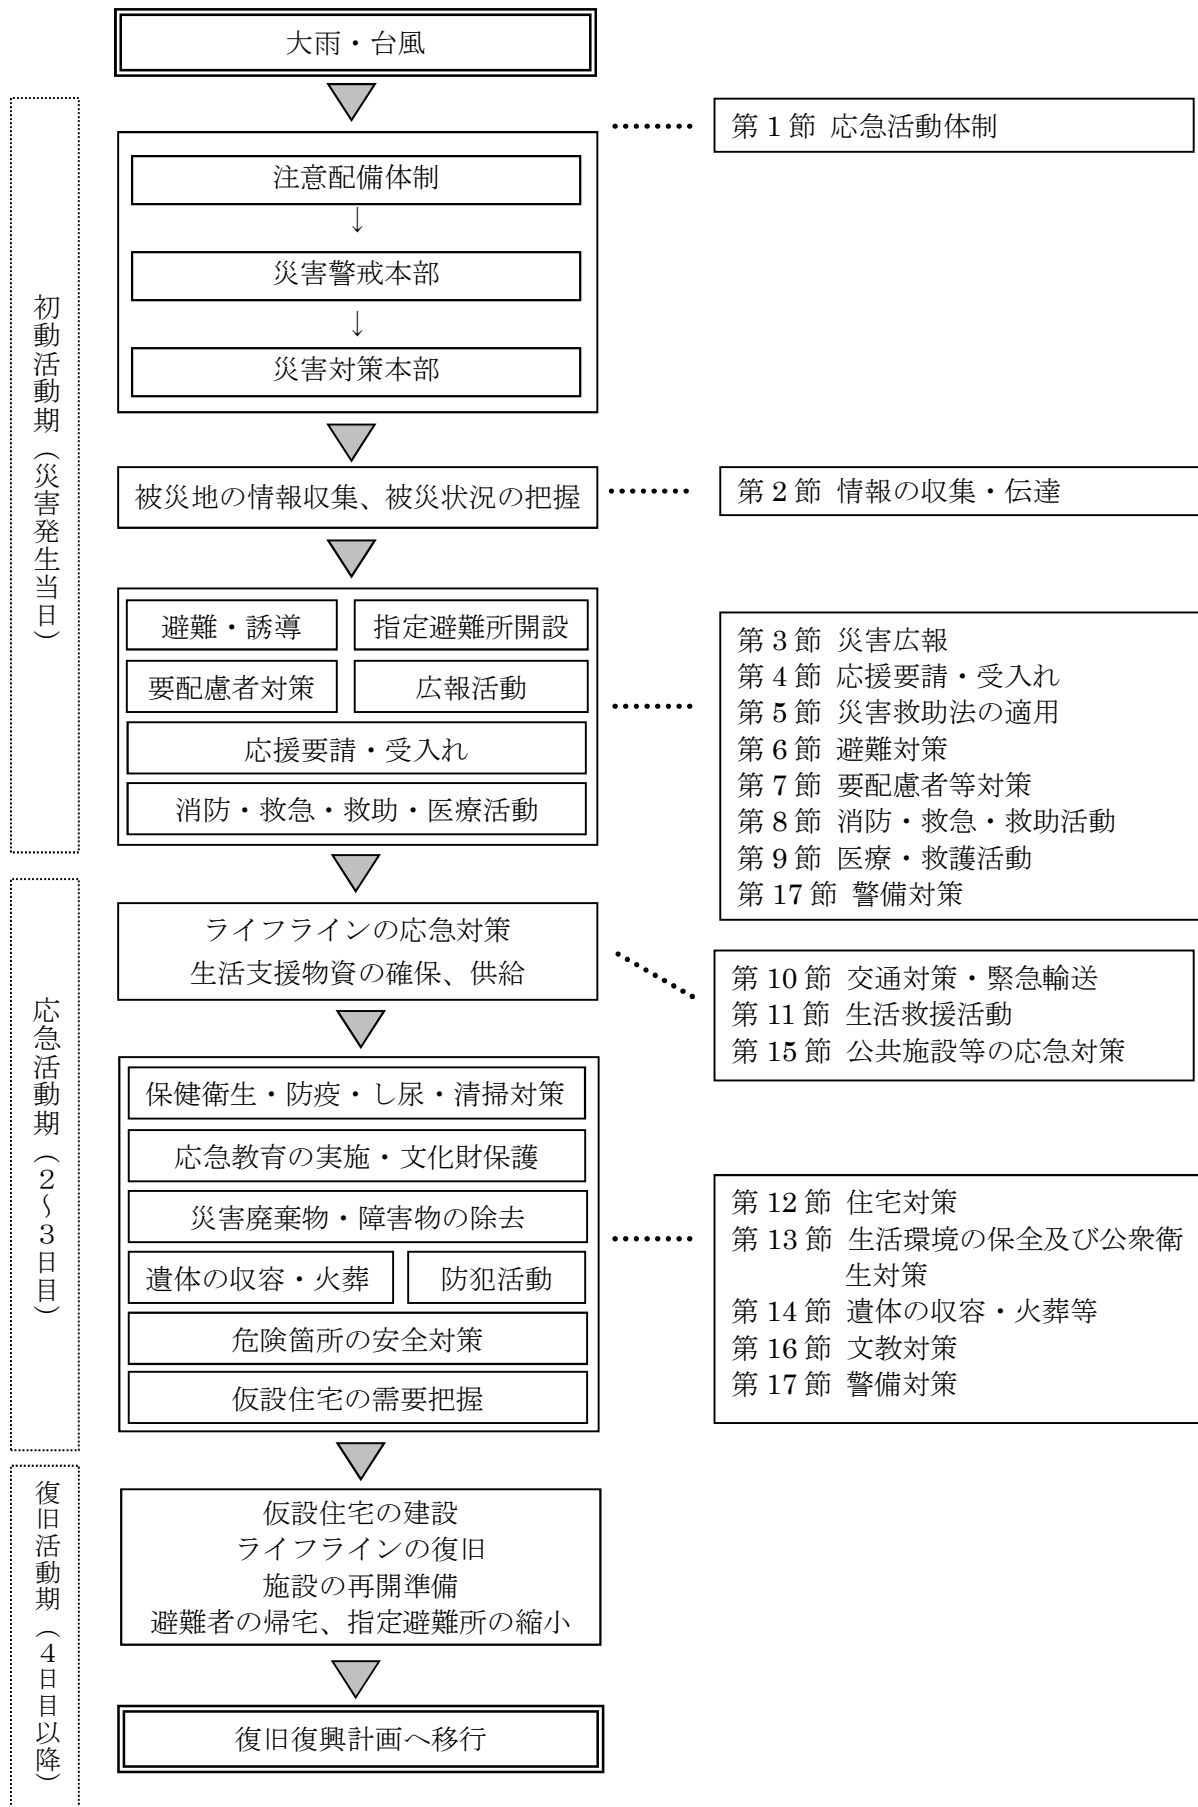 大雨・台風
初動活動期（災害発生当日）
注意配備体制
↓
災害警戒本部
↓
災害対策本部
第1節 応急活動体制
被災地の情報収集、被災状況の把握
第2節 情報の収集・伝達
避難・誘導
指定避難所開設
要配慮者対策
広報活動
応援要請・受入れ
消防・救急・救助・医療活動
第3節 災害広報
第4節 応援要請・受入れ
第5節 災害救助法の適用
第6節 避難対策
第7節 要配慮者等対策
第8節 消防・救急・救助活動
第9節 医療・救護活動
第17節 警備対策
応急活動期（2～3日目）
ライフラインの応急対策
生活支援物資の確保、供給
第10節 交通対策・緊急輸送
第11節 生活救援活動
第15節 公共施設等の応急対策
保健衛生・防疫・し尿・清掃対策
応急教育の実施・文化財保護
災害廃棄物・障害物の除去
遺体の収容・火葬
防犯活動
危険箇所の安全対策
仮設住宅の需要把握
第12節 住宅対策
第13節 生活環境の保全及び公衆衛
生対策
第14節 遺体の収容・火葬等
第16節 文教対策
第17節 警備対策
復旧活動期（4日目以降）
仮設住宅の建設
ライフラインの復旧
施設の再開準備
避難者の帰宅、指定避難所の縮小
復旧復興計画へ移行